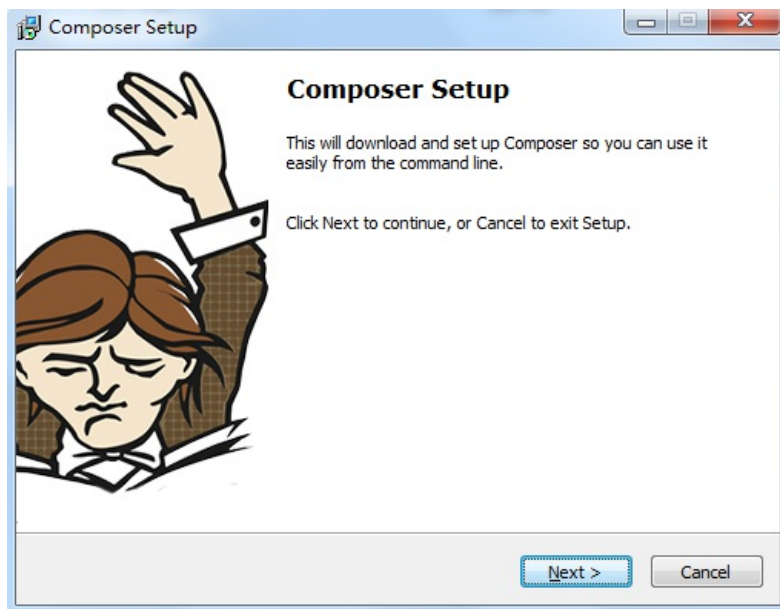 Composer Setup
Composer Setup
This will download and set up Composer so you can use it
easily from the command line.
Click Next to continue, or Cancel to exit Setup.
Next >
Cancel